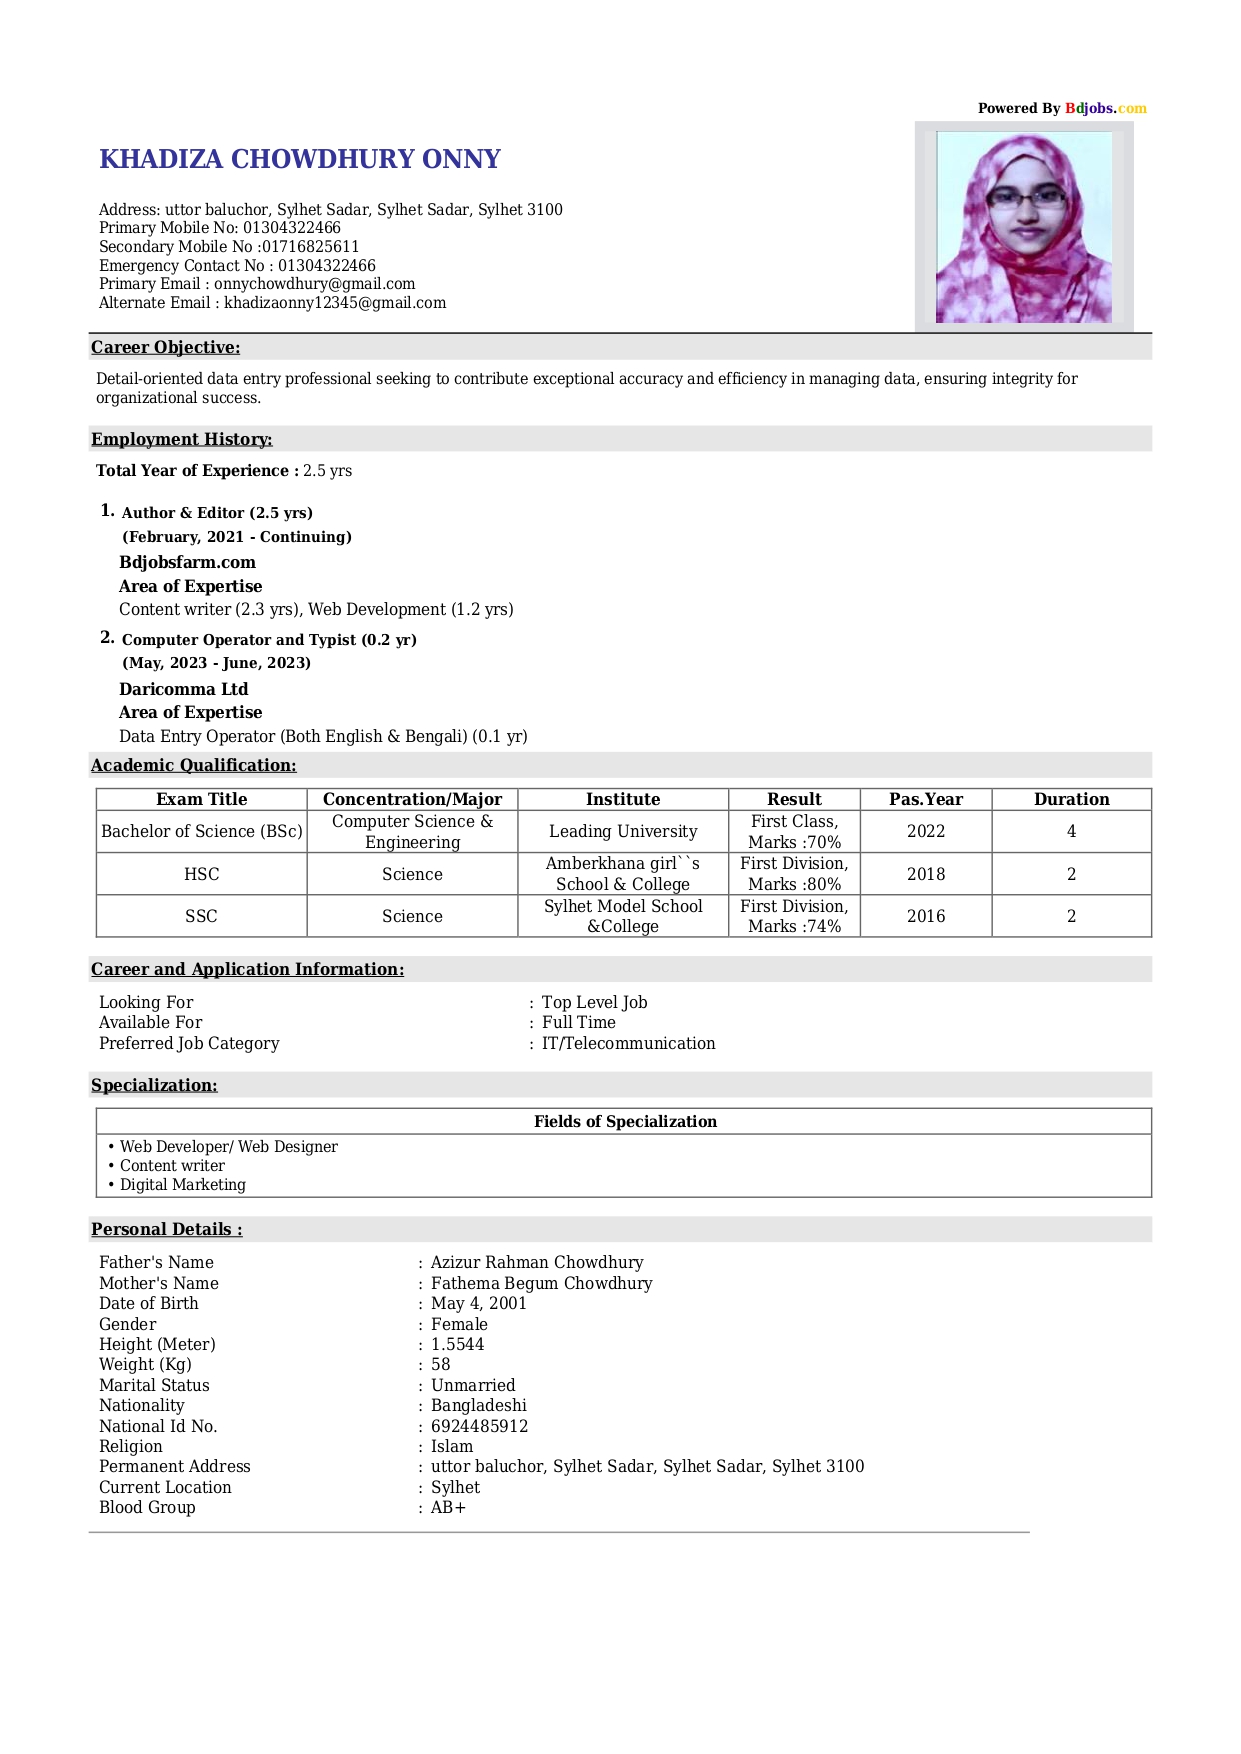 Powered By Bdjobs.com
KHADIZA CHOWDHURY ONNY
Address: uttor baluchor, Sylhet Sadar, Sylhet Sadar, Sylhet 3100
Primary Mobile No: 01304322466
Secondary Mobile No :01716825611
Emergency Contact No : 01304322466
Primary Email : onnychowdhury@gmail.com
Alternate Email : khadizaonny12345@gmail.com
Career Objective:
Detail-oriented data entry professional seeking to contribute exceptional accuracy and efficiency in managing data, ensuring integrity for
organizational success.
Employment History:
Total Year of Experience : 2.5 yrs
1. Author & Editor (2.5 yrs)
(February, 2021 - Continuing)
Bdjobsfarm.com
Area of Expertise
Content writer (2.3 yrs), Web Development (1.2 yrs)
2. Computer Operator and Typist (0.2 yr)
(May, 2023 - June, 2023)
Daricomma Ltd
Area of Expertise
Data Entry Operator (Both English & Bengali) (0.1 yr)
Academic Qualification:
Exam Title Concentration/Major Institute Result Pas.Year Duration
Bachelor of Science (BSc) Computer Science & Engineering Leading University First Class, Marks :70% 2022 4
HSC Science Amberkhana girl``s School & College First Division, Marks :80% 2018 2
SSC Science Sylhet Model School &College First Division, Marks :74% 2016 2
Career and Application Information:
Looking For : Top Level Job
Available For : Full Time
Preferred Job Category : IT/Telecommunication
Specialization:
Fields of Specialization
• Web Developer/ Web Designer
• Content writer
• Digital Marketing
Personal Details :
Father's Name : Azizur Rahman Chowdhury
Mother's Name : Fathema Begum Chowdhury
Date of Birth : May 4, 2001
Gender : Female
Height (Meter) : 1.5544
Weight (Kg) : 58
Marital Status : Unmarried
Nationality : Bangladeshi
National Id No. : 6924485912
Religion : Islam
Permanent Address : uttor baluchor, Sylhet Sadar, Sylhet Sadar, Sylhet 3100
Current Location : Sylhet
Blood Group : AB+